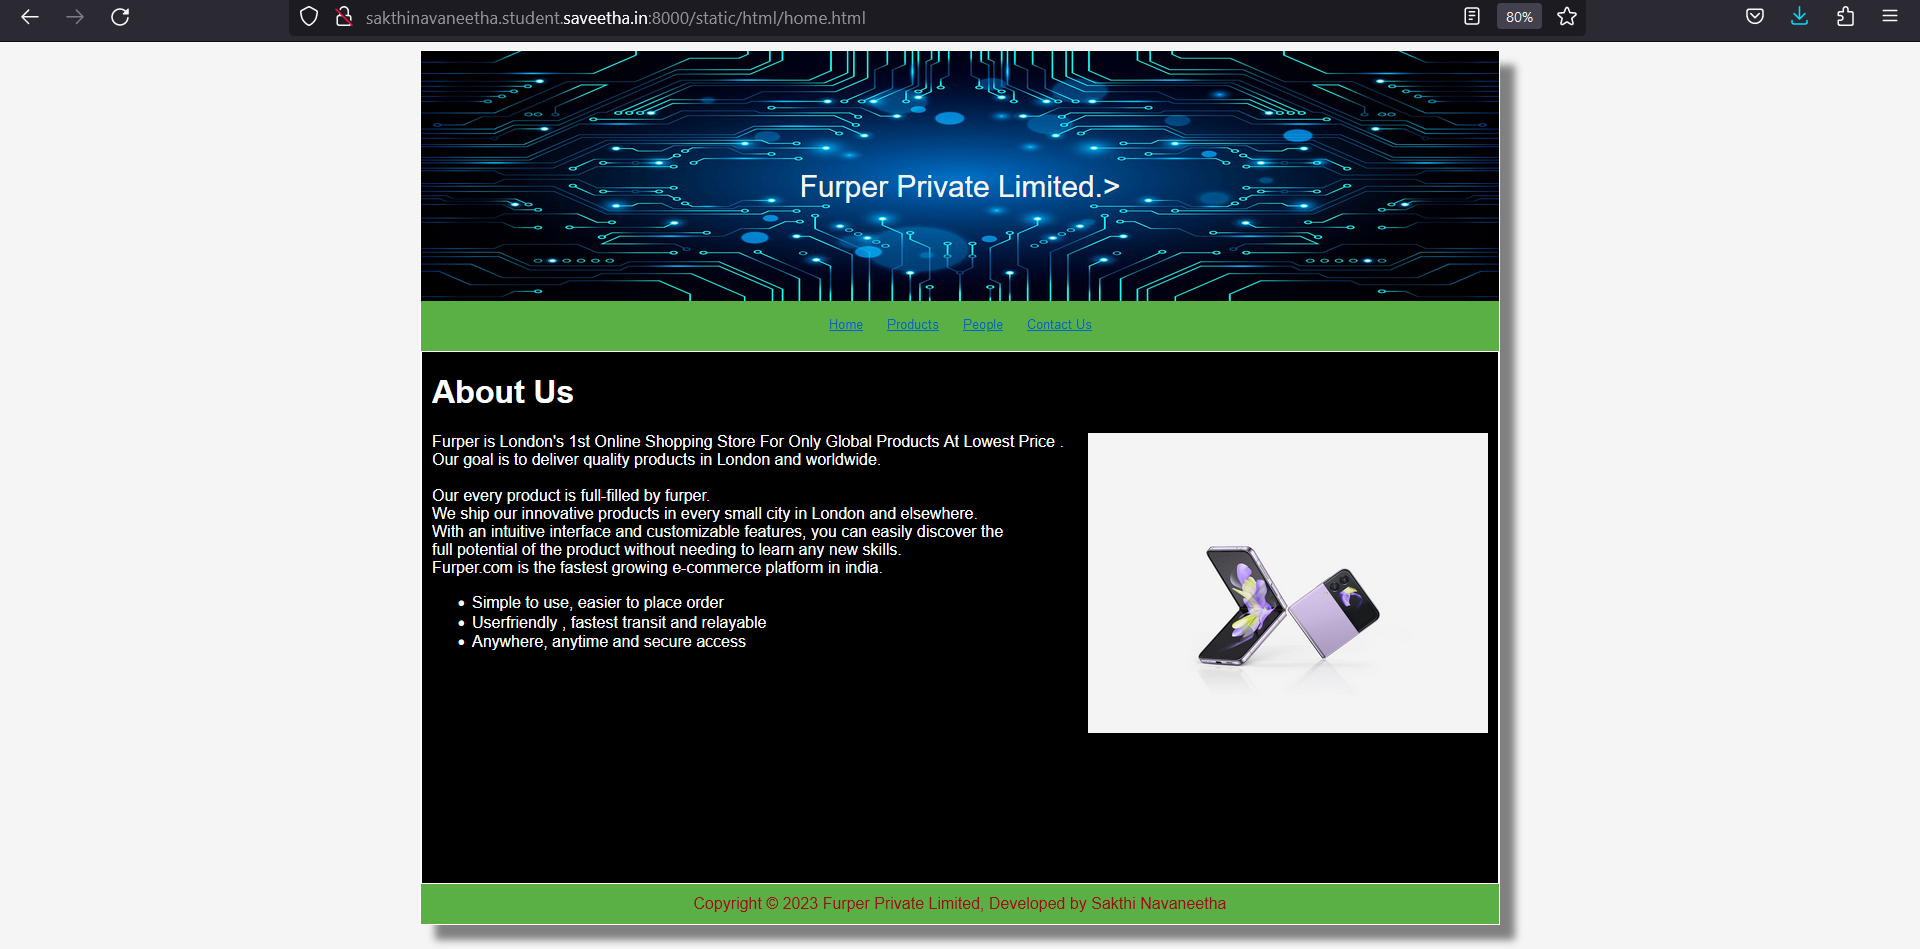 sakthinavaneetha.student.saveetha.in:8000/static/html/home.html
80%
Furper Private Limited.>
Home Products People Contact Us
About Us
Furper is London's 1st Online Shopping Store For Only Global Products At Lowest Price .
Our goal is to deliver quality products in London and worldwide.
Our every product is full-filled by furper.
We ship our innovative products in every small city in London and elsewhere.
With an intuitive interface and customizable features, you can easily discover the
full potential of the product without needing to learn any new skills.
Furper.com is the fastest growing e-commerce platform in india.
• Simple to use, easier to place order
• Userfriendly , fastest transit and relayable
• Anywhere, anytime and secure access
Copyright © 2023 Furper Private Limited, Developed by Sakthi Navaneetha